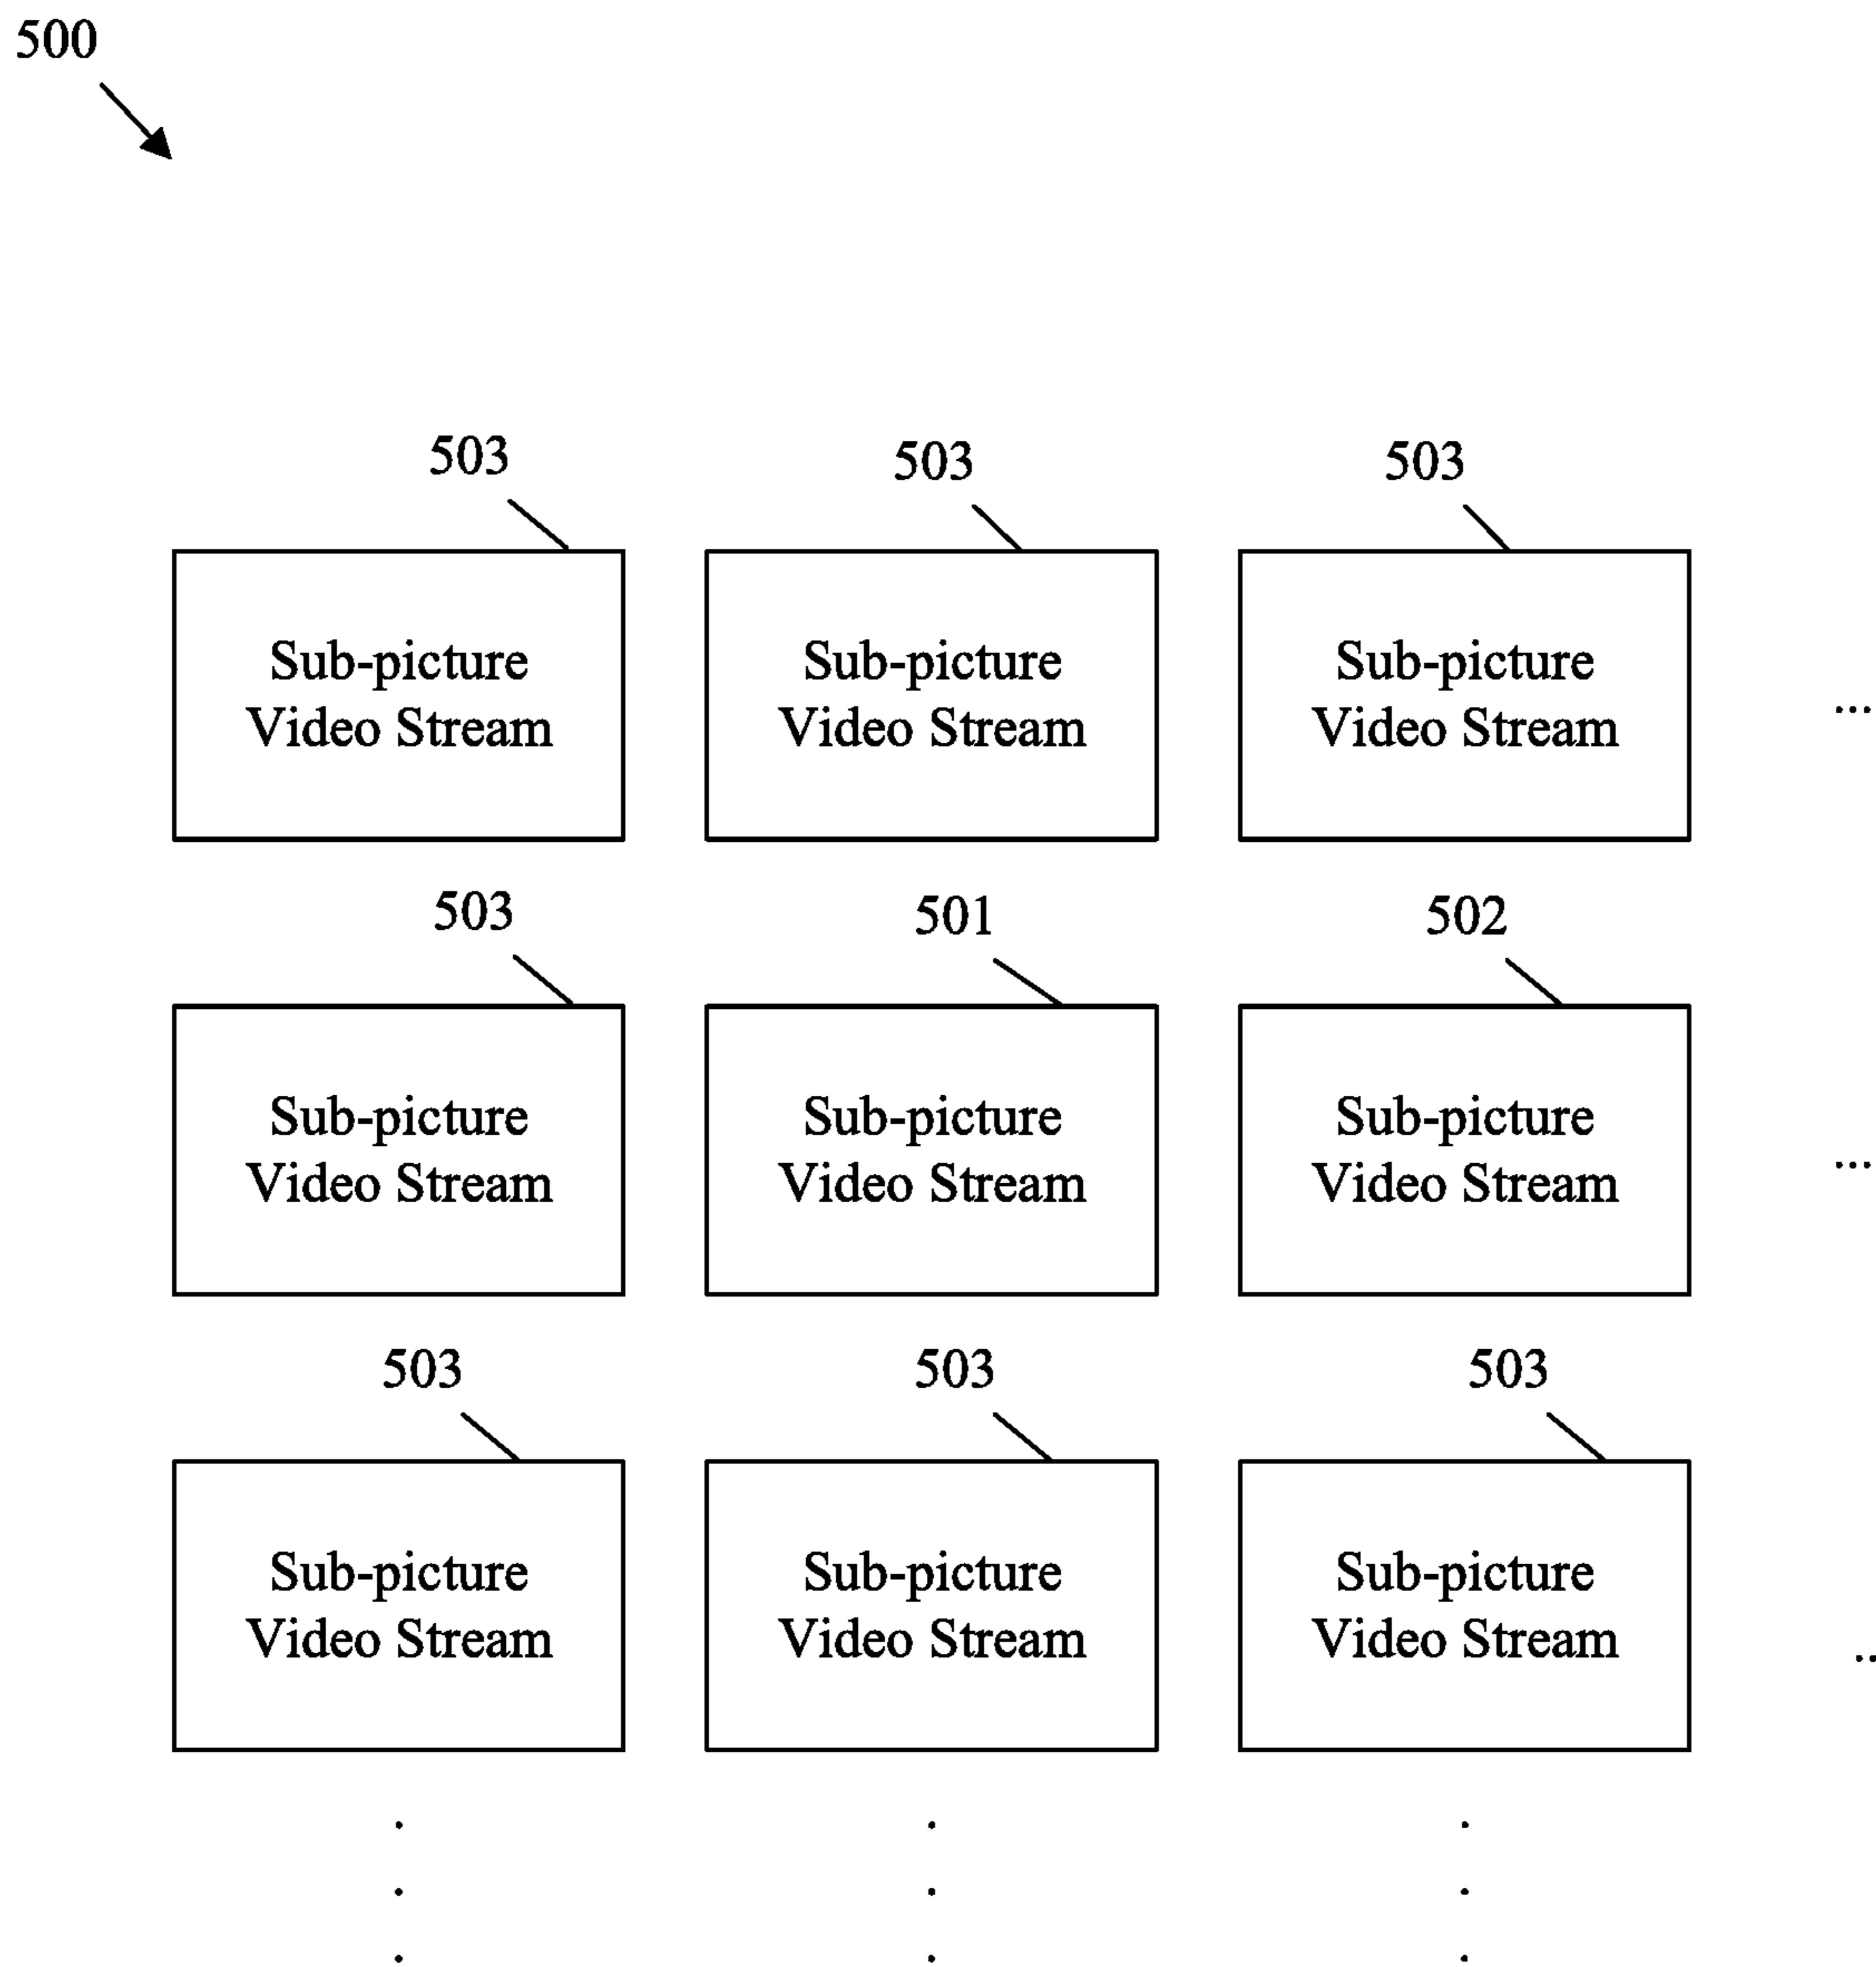 500
503 503 503
Sub-picture Sub-picture Sub-picture
Video Stream Video Stream Video Stream ...
503 501 502
Sub-picture Sub-picture Sub-picture
Video Stream Video Stream Video Stream ...
503 503 503
Sub-picture Sub-picture Sub-picture
Video Stream Video Stream Video Stream ..